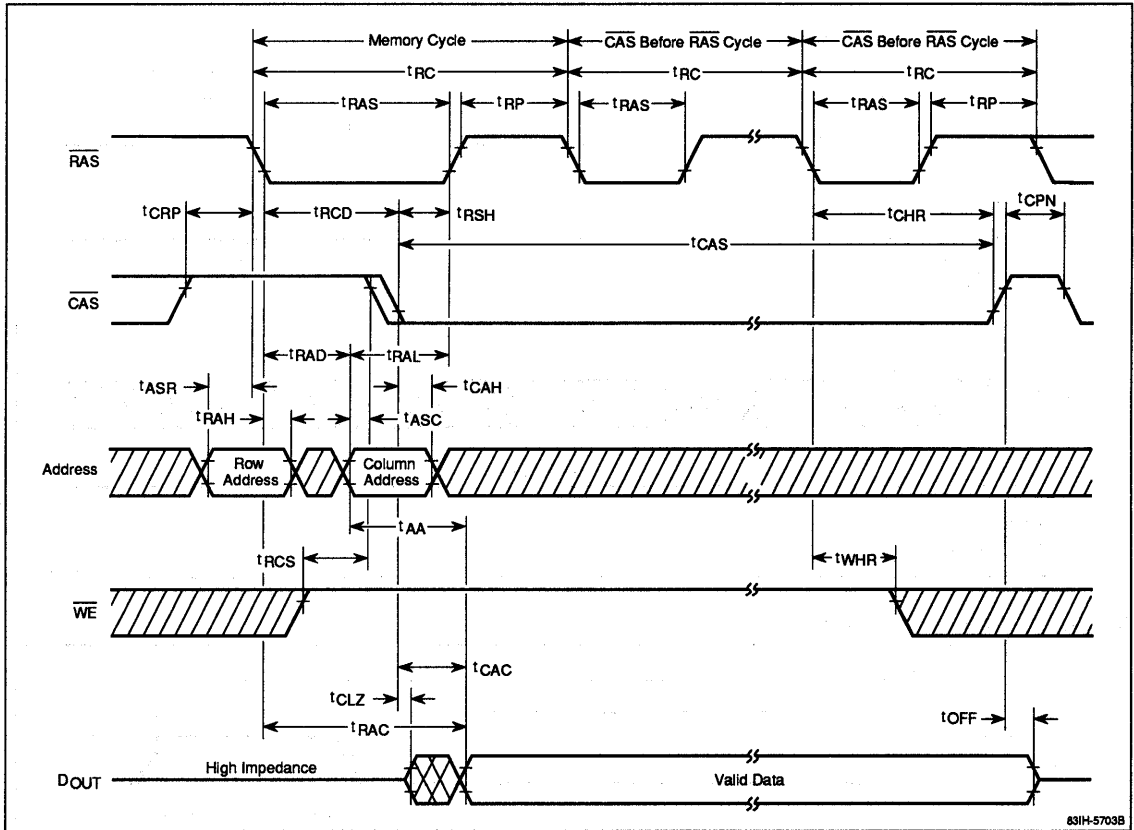 Memory Cycle CAS Before RAS Cycle CAS Before RAS Cycle
tRC tRC tRC
tRAS tRP tRAS tRAS tRP
RAS
tCRP tRCD tRSH tCHR tCPN
tCAS
CAS
tRAD tRAL
tASR tCAH
tRAH tASC
Address Row Address Column Address
tAA
tRCS tWHR
WE
tCAC
tCLZ
tRAC tOFF
High Impedance
DOUT Valid Data
83IH-5703B